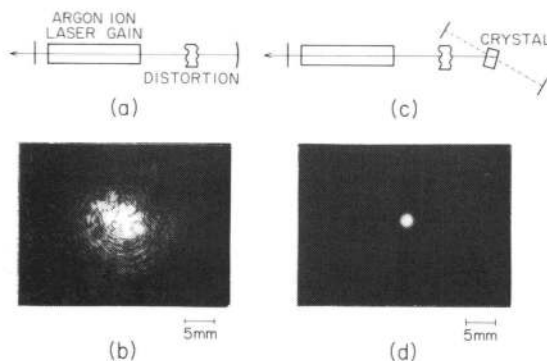 ARGON ION
LASER GAIN
DISTORTION
(a)
CRYSTAL
(c)
5mm
(b)
5mm
(d)